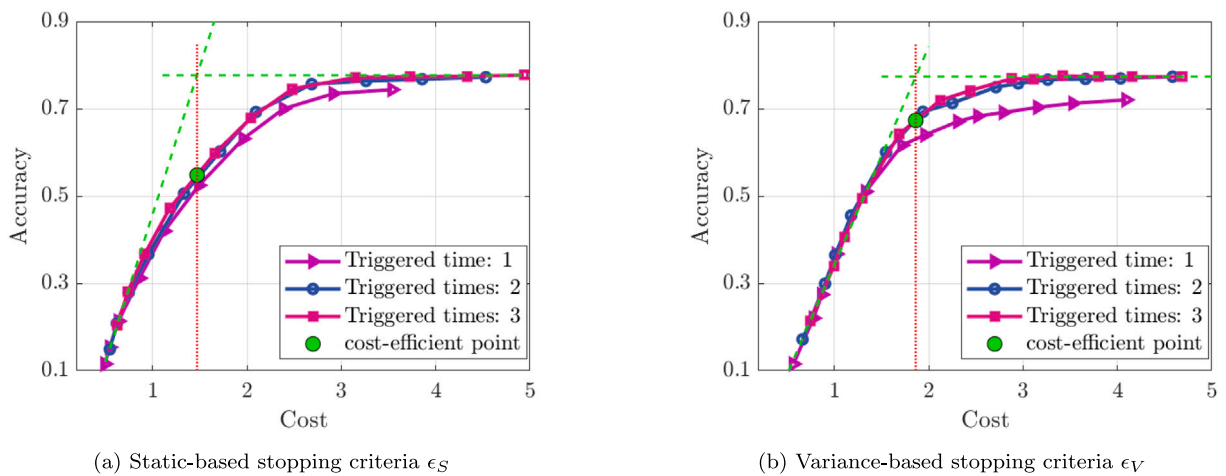 0.9
0.7
0.5
0.3
0.1
Accuracy
1 2 3 4 5
Cost
Triggered time: 1
Triggered times: 2
Triggered times: 3
cost-efficient point
(a) Static-based stopping criteria ϵS
0.9
0.7
0.5
0.3
0.1
Accuracy
1 2 3 4 5
Cost
Triggered time: 1
Triggered times: 2
Triggered times: 3
cost-efficient point
(b) Variance-based stopping criteria ϵV